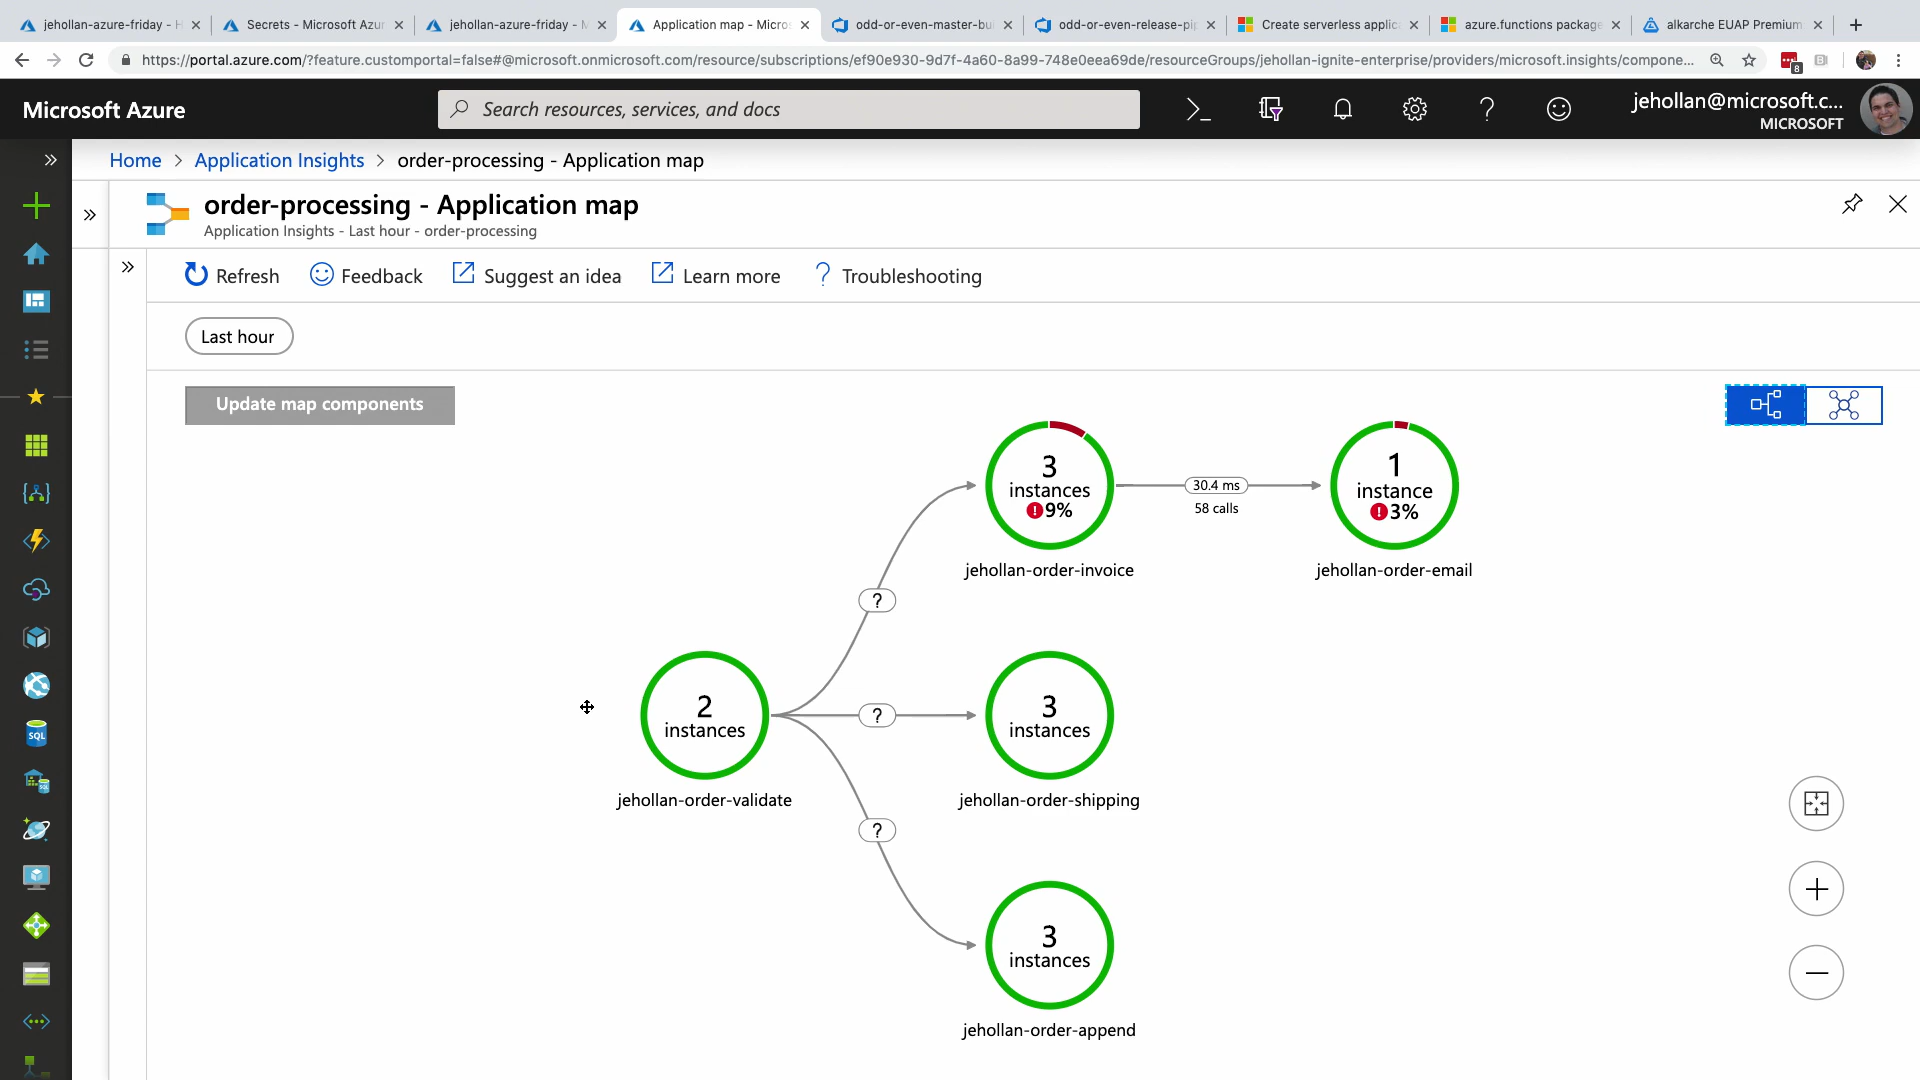 jehollan-azure-friday - H
Secrets - Microsoft Azur
jehollan-azure-friday - M
Application map - Micros
odd-or-even-master-bui
odd-or-even-release-pip
Create serverless applic
azure.functions package
alkarche EUAP Premium
https://portal.azure.com/?feature.customportal=false#@microsoft.onmicrosoft.com/resource/subscriptions/ef90e930-9d7f-4a60-8a99-748e0eea69de/resourceGroups/jehollan-ignite-enterprise/providers/microsoft.insights/compone...
8
Microsoft Azure
Search resources, services, and docs
jehollan@microsoft.c...
MICROSOFT
Home > Application Insights > order-processing - Application map
order-processing - Application map
Application Insights - Last hour - order-processing
Refresh
Feedback
Suggest an idea
Learn more
? Troubleshooting
Last hour
Update map components
3
instances
! 9%
jehollan-order-invoice
30.4 ms
58 calls
1
instance
! 3%
jehollan-order-email
?
2
instances
jehollan-order-validate
?
3
instances
jehollan-order-shipping
?
3
instances
jehollan-order-append
SQL